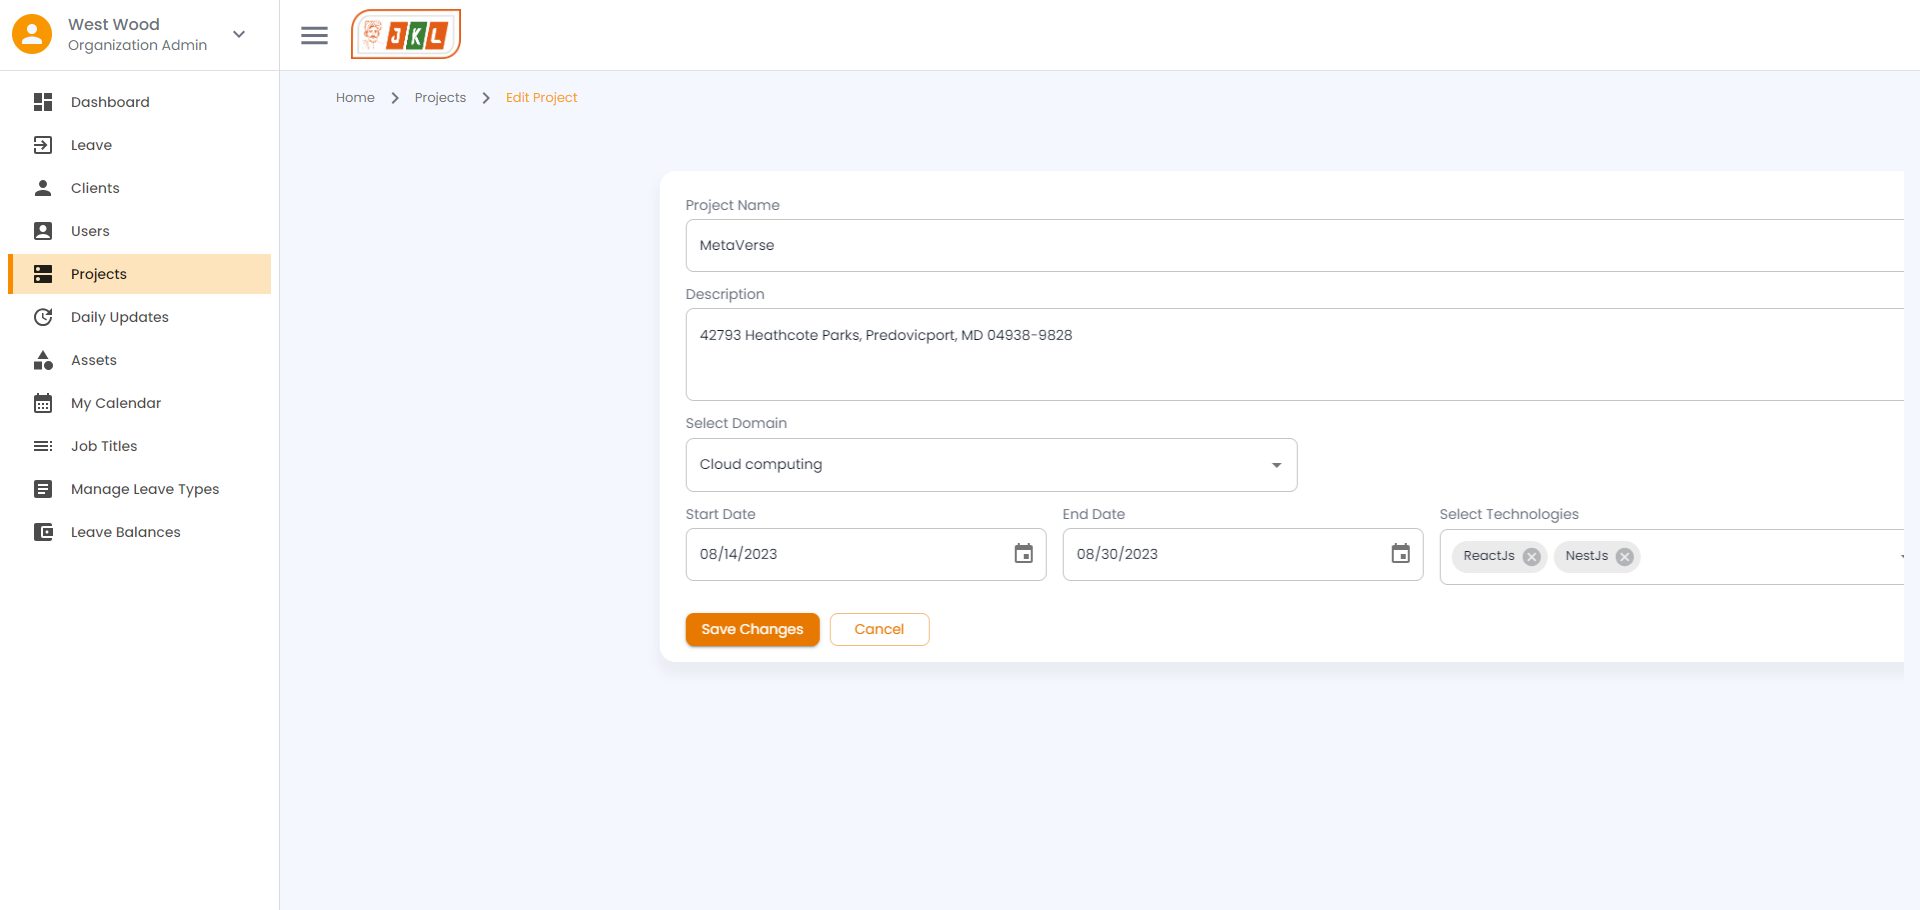 West Wood
Organization Admin
JKL
Dashboard
Leave
Clients
Users
Projects
Daily Updates
Assets
My Calendar
Job Titles
Manage Leave Types
Leave Balances
Home
Projects
Edit Project
Project Name
MetaVerse
Description
42793 Heathcote Parks, Predovicport, MD 04938-9828
Select Domain
Cloud computing
Start Date
End Date
Select Technologies
08/14/2023
08/30/2023
ReactJs
NestJs
Save Changes
Cancel